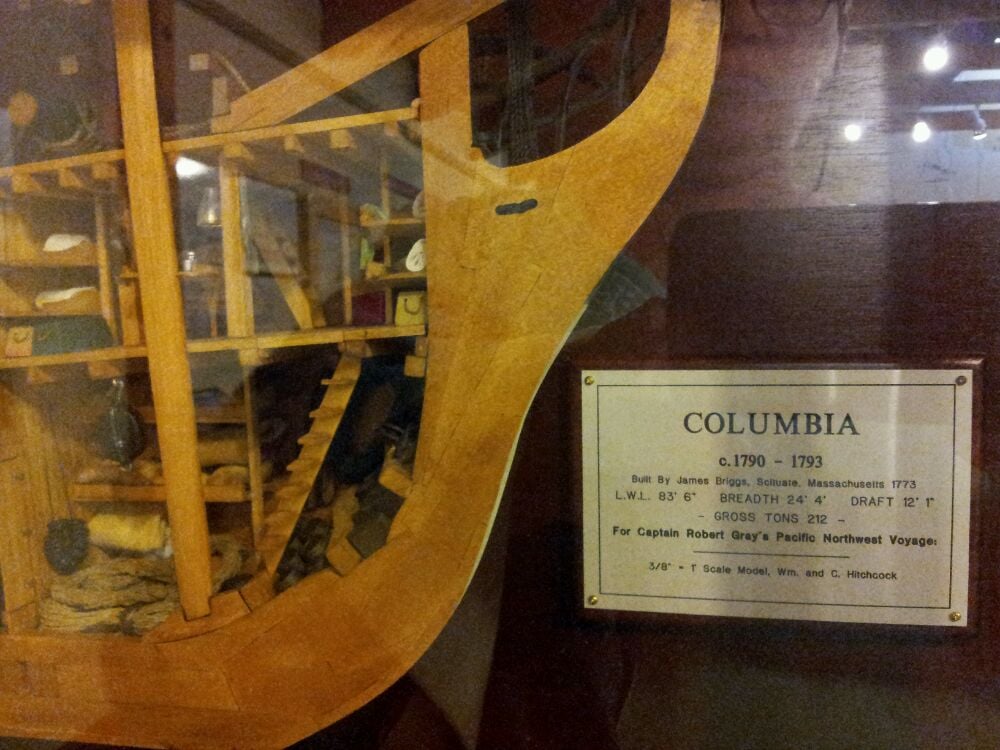 COLUMBIA
c.1790 - 1793
Built By James Briggs, Scituate, Massachusetts 1773
L.W.L. 83' 6" BREADTH 24' 4' DRAFT 12' 1"
- GROSS TONS 212 -
For Captain Robert Gray's Pacific Northwest Voyage:
3/8" = 1' Scale Model, Wm. and C. Hitchcock